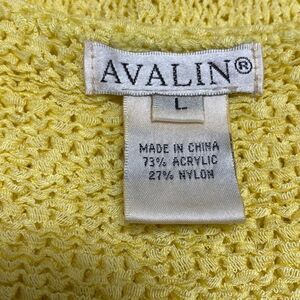 AVALIN®
L
MADE IN CHINA
73% ACRYLIC
27% NYLON